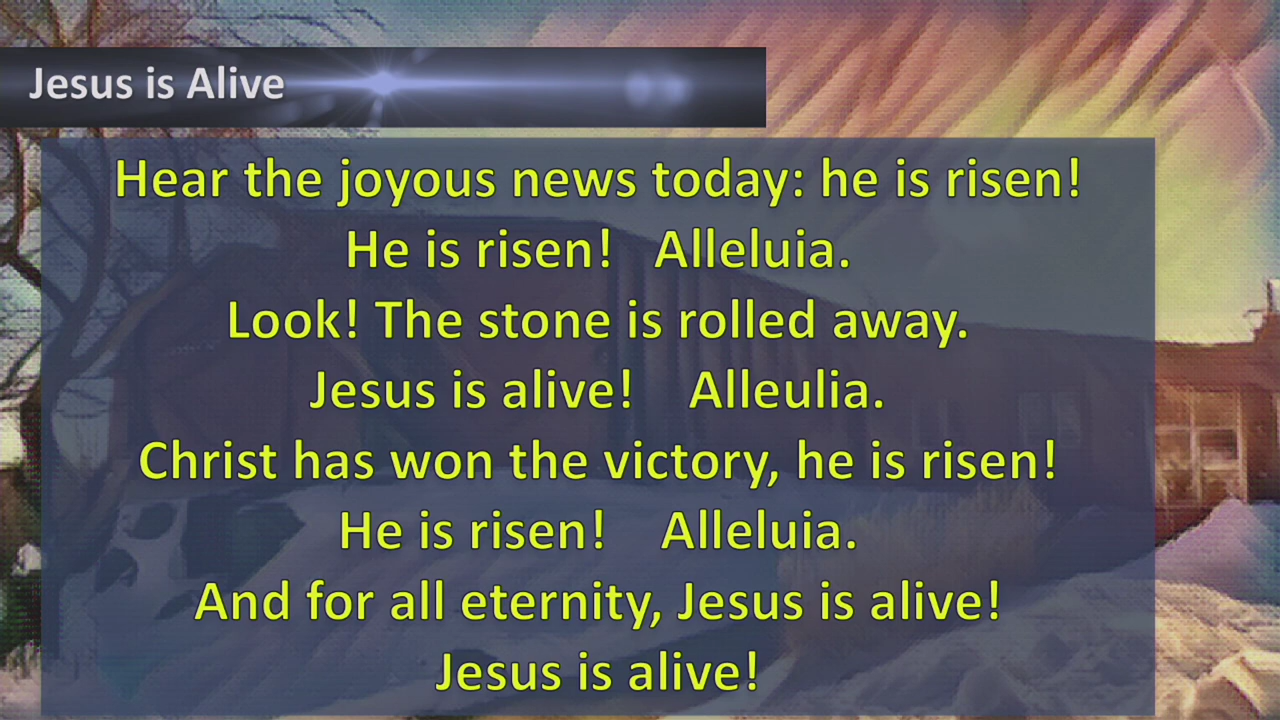 Jesus is Alive
Hear the joyous news today: he is risen!
He is risen! Alleluia.
Look! The stone is rolled away.
Jesus is alive! Alleulia.
Christ has won the victory, he is risen!
He is risen! Alleluia.
And for all eternity, Jesus is alive!
Jesus is alive!